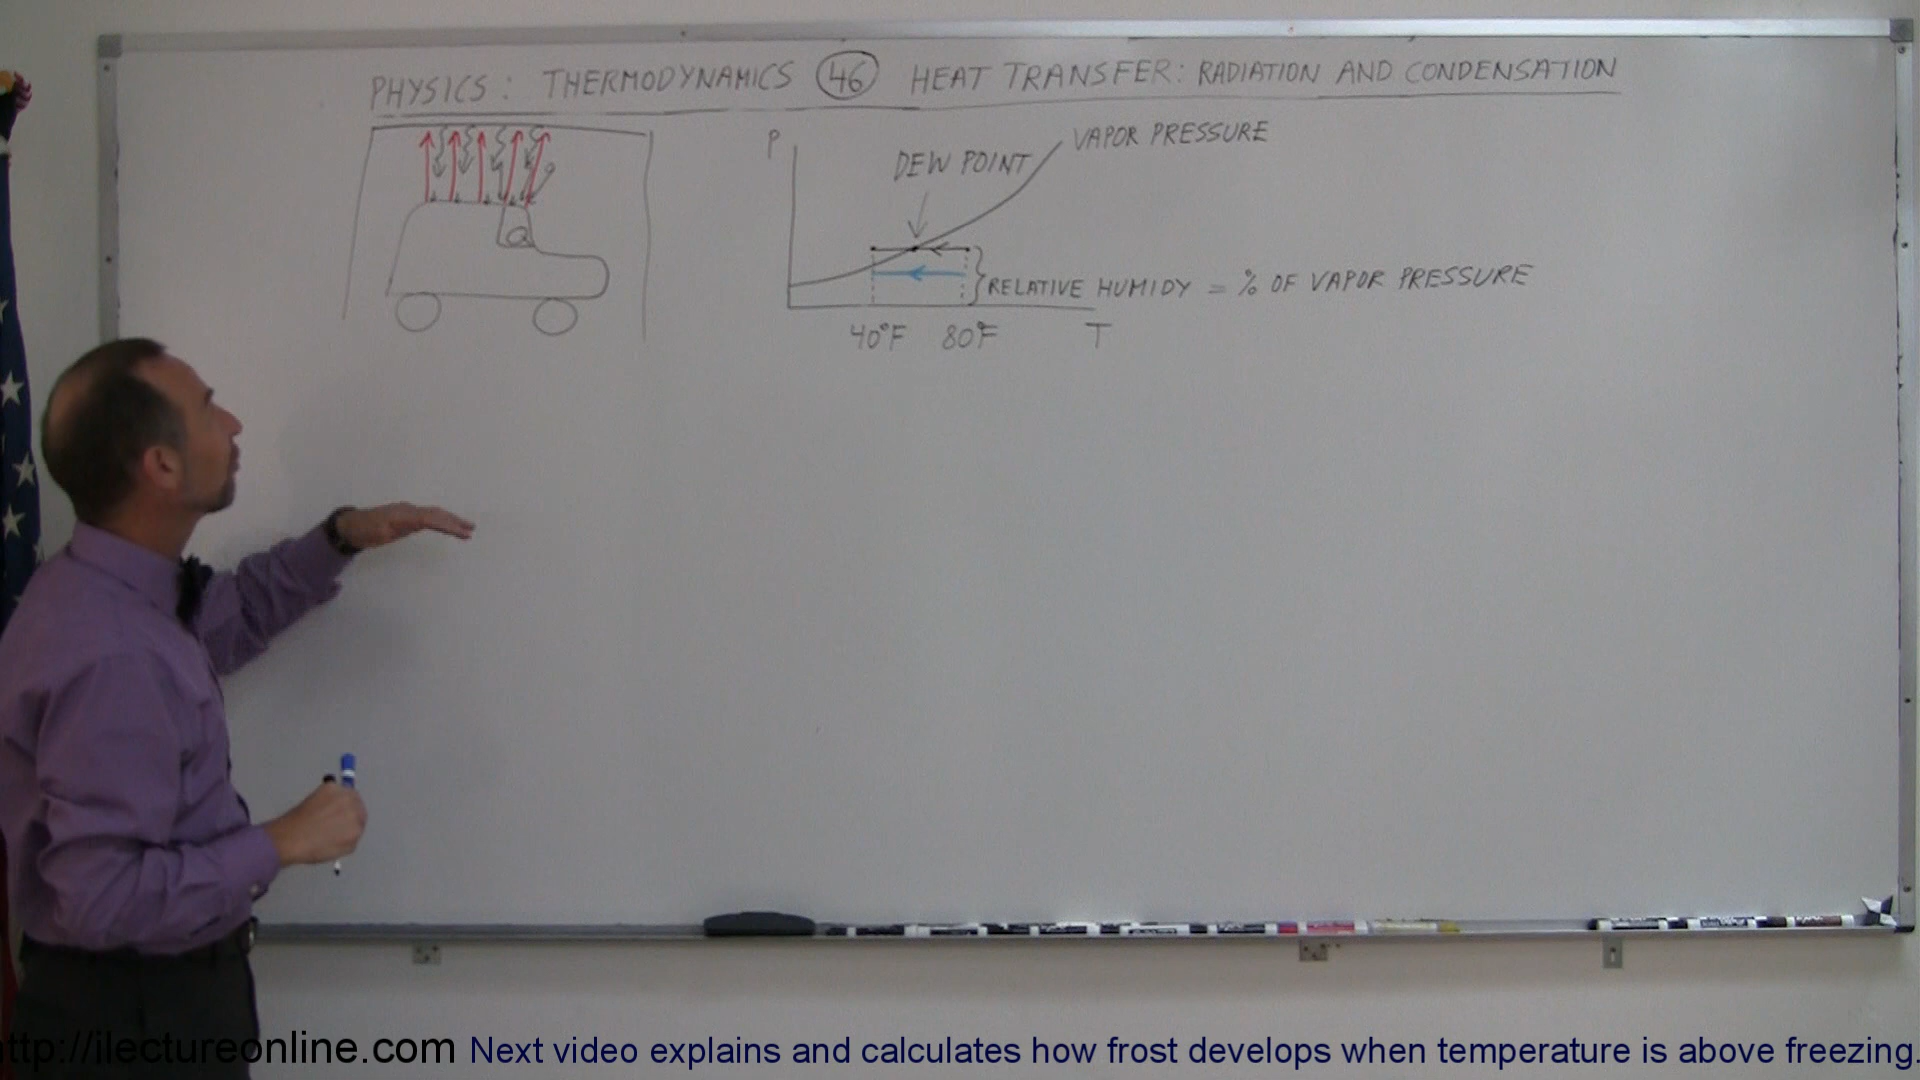 PHYSICS: THERMODYNAMICS 46 HEAT TRANSFER: RADIATION AND CONDENSATION
P
VAPOR PRESSURE
DEW POINT
RELATIVE HUMIDY = % OF VAPOR PRESSURE
40°F 80°F T
http://ilectureonline.com Next video explains and calculates how frost develops when temperature is above freezing.